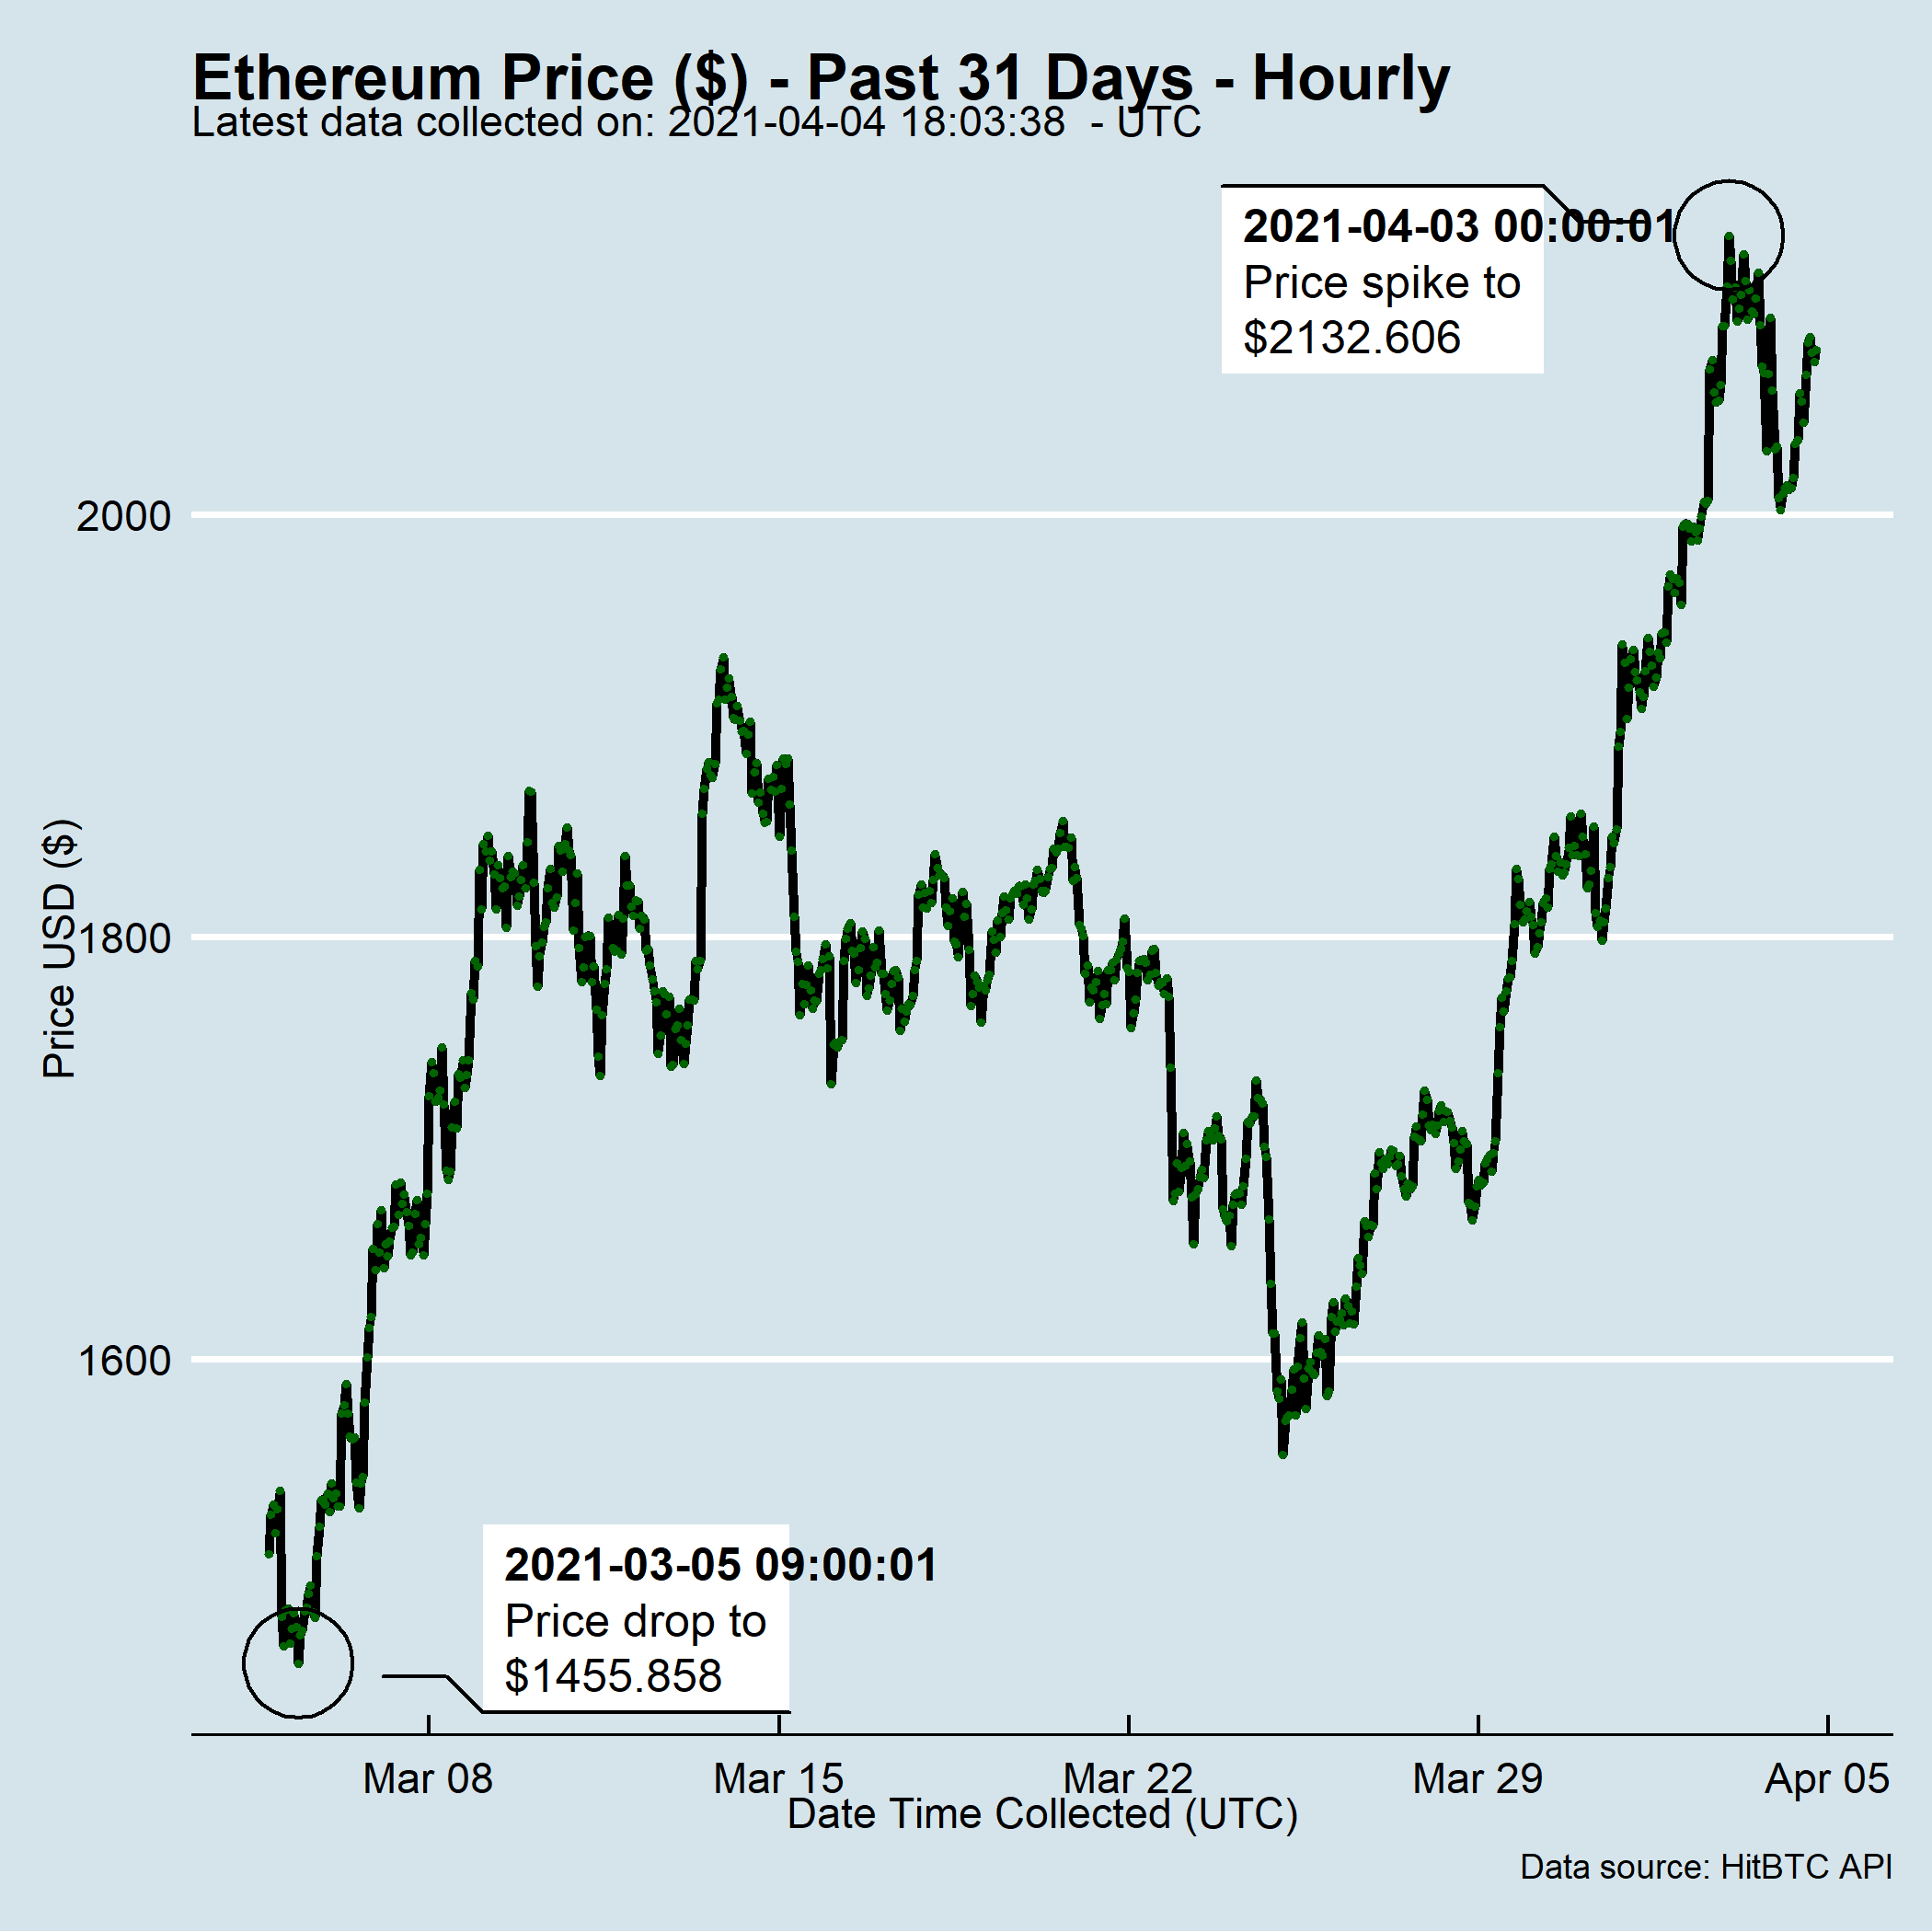 Ethereum Price ($) - Past 31 Days - Hourly
Latest data collected on: 2021-04-04 18:03:38  - UTC
2021-04-03 00:00:01
Price spike to
$2132.606
2000
1800
1600
Price USD ($)
2021-03-05 09:00:01
Price drop to
$1455.858
Mar 08
Mar 15
Mar 22
Mar 29
Apr 05
Date Time Collected (UTC)
Data source: HitBTC API